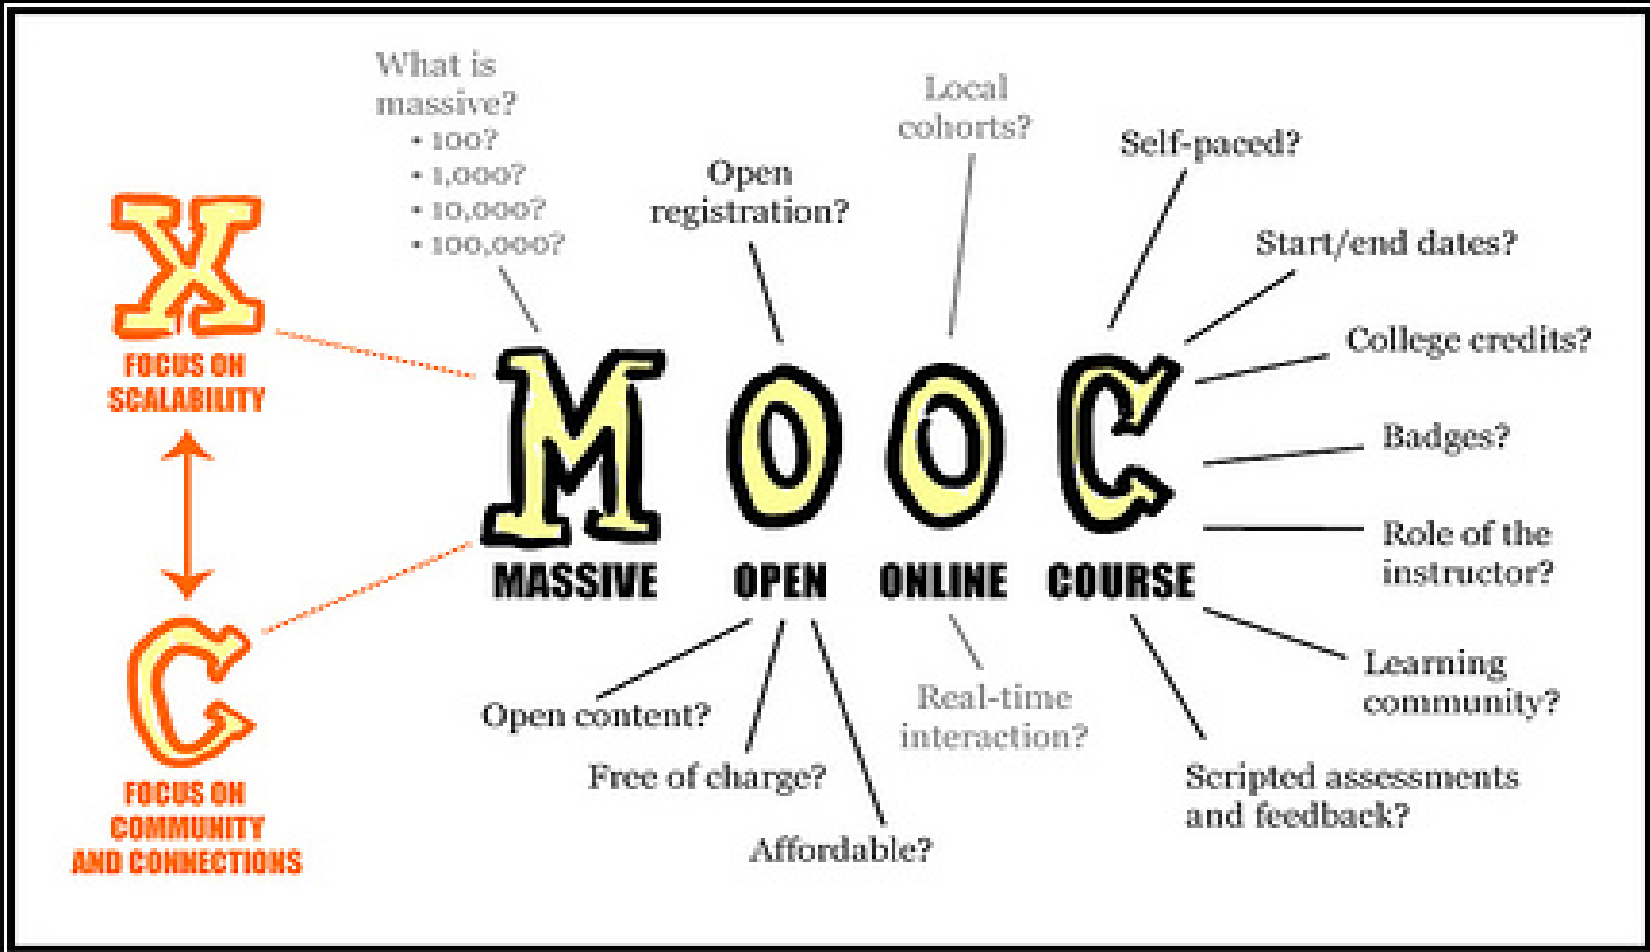 What is
massive?
• 100?
• 1,000?
• 10,000?
• 100,000?
Open
registration?
Local
cohorts?
Self-paced?
Start/end dates?
College credits?
Badges?
Role of the
instructor?
Learning
community?
Scripted assessments
and feedback?
X
FOCUS ON
SCALABILITY
C
FOCUS ON
COMMUNITY
AND CONNECTIONS
MOOC
MASSIVE OPEN ONLINE COURSE
Open content?
Free of charge?
Affordable?
Real-time
interaction?